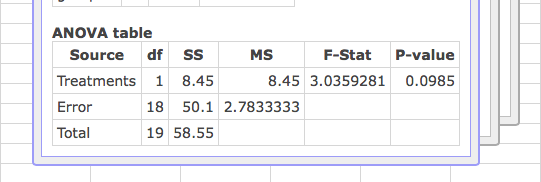 ANOVA table
Source df SS MS F-Stat P-value
Treatments 1 8.45 8.45 3.0359281 0.0985
Error 18 50.1 2.7833333
Total 19 58.55